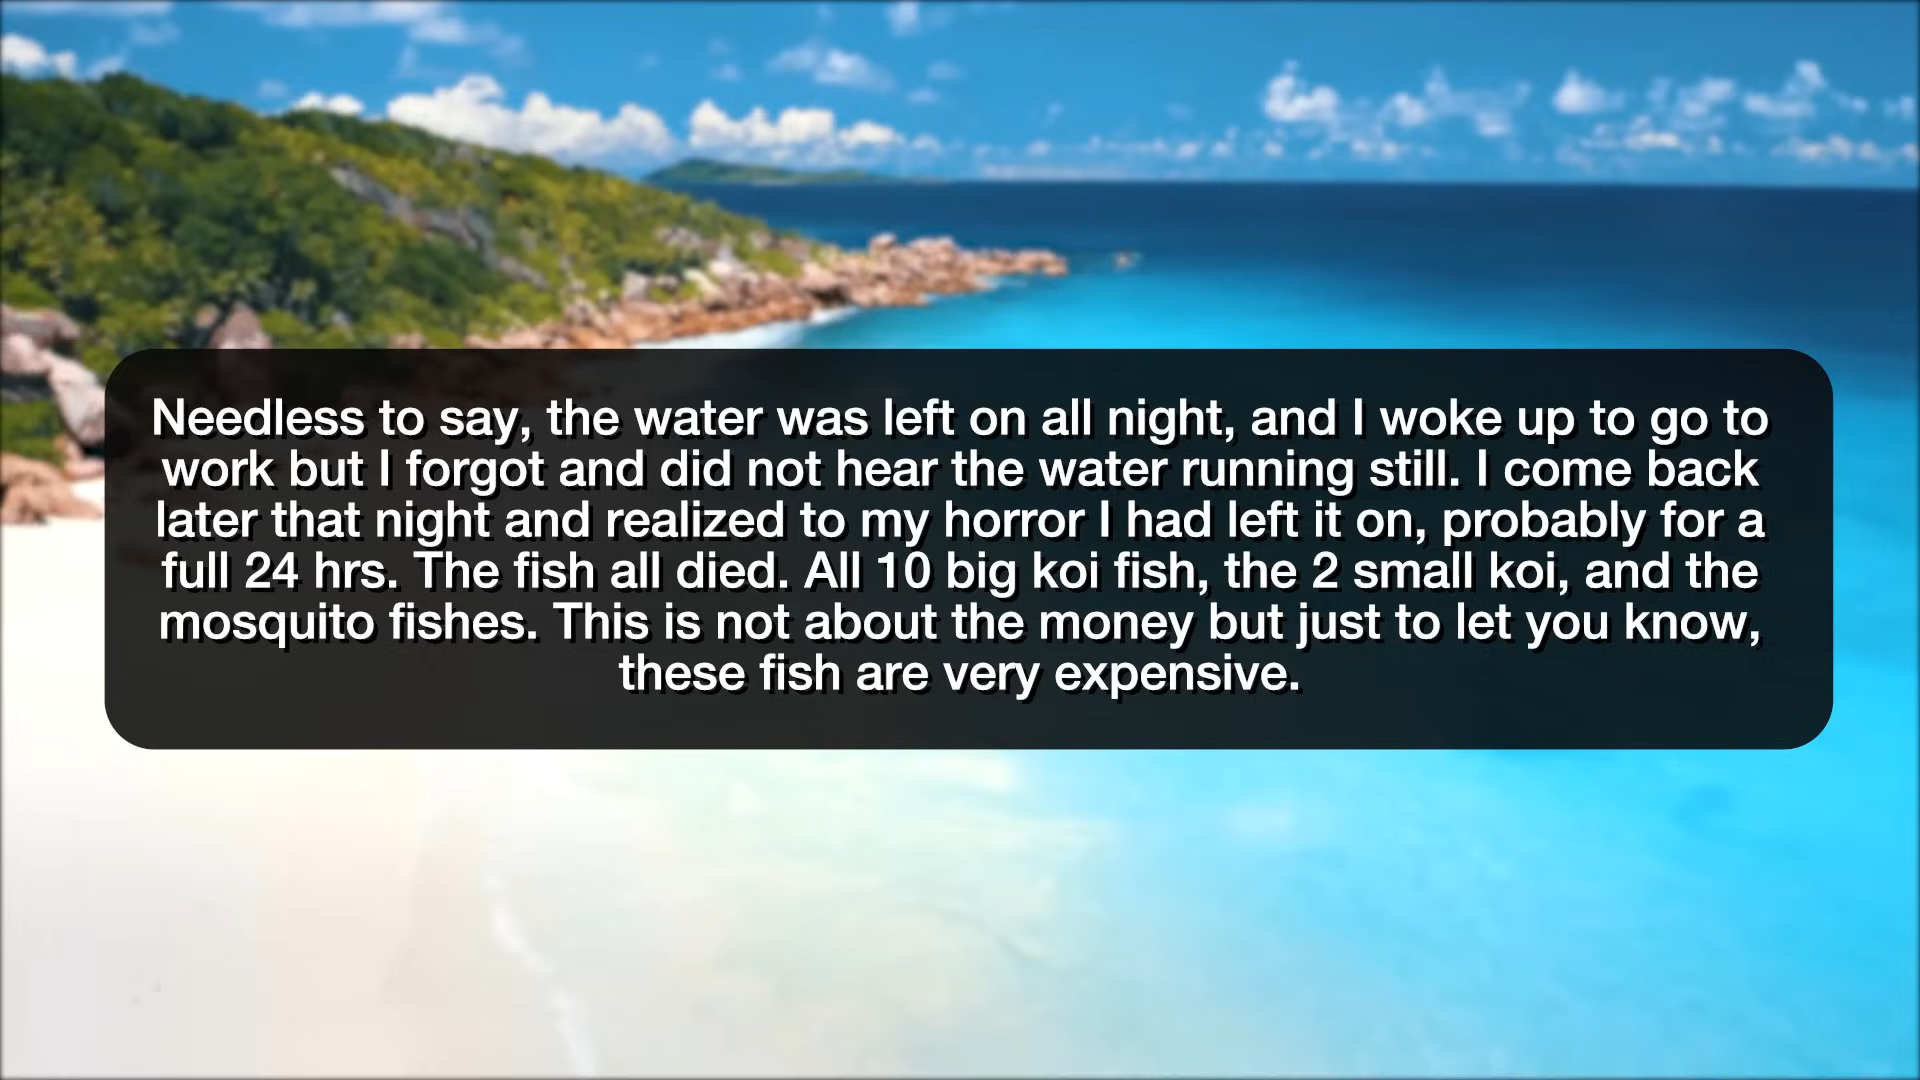 Needless to say, the water was left on all night, and I woke up to go to
work but I forgot and did not hear the water running still. I come back
later that night and realized to my horror I had left it on, probably for a
full 24 hrs. The fish all died. All 10 big koi fish, the 2 small koi, and the
mosquito fishes. This is not about the money but just to let you know,
these fish are very expensive.